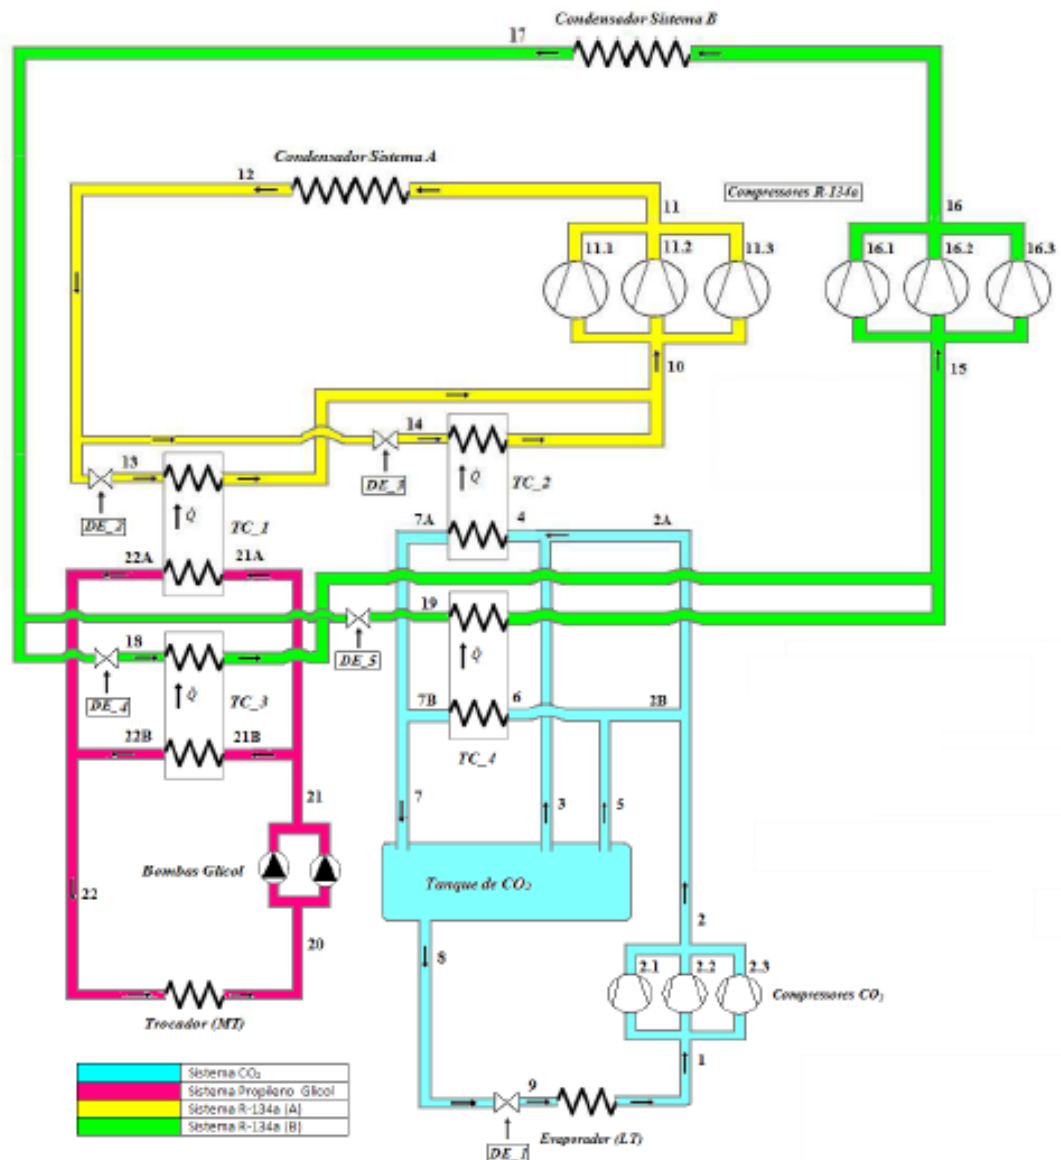 Condensador Sistema B
17
Condensador Sistema A
12
Compressores R-134a
11
16
11.1
11.2
11.3
16.1
16.2
16.3
10
15
14
13
DE_3
TC_2
Q̇
DE_2
Q̇
TC_1
7A
4
2A
22A
21A
19
18
DE_5
Q̇
Q̇
TC_3
DE_4
7B
6
2B
22B
21B
TC_4
21
7
3
5
Bombas Glicol
Tanque de CO₂
22
2
20
8
2.1
2.2
2.3
Compressores CO₂
Trocador (MT)
1
9
Sistema CO₂
Sistema Propileno Glicol
Sistema R-134a (A)
Sistema R-134a (B)
Evaporador (LT)
DE_1